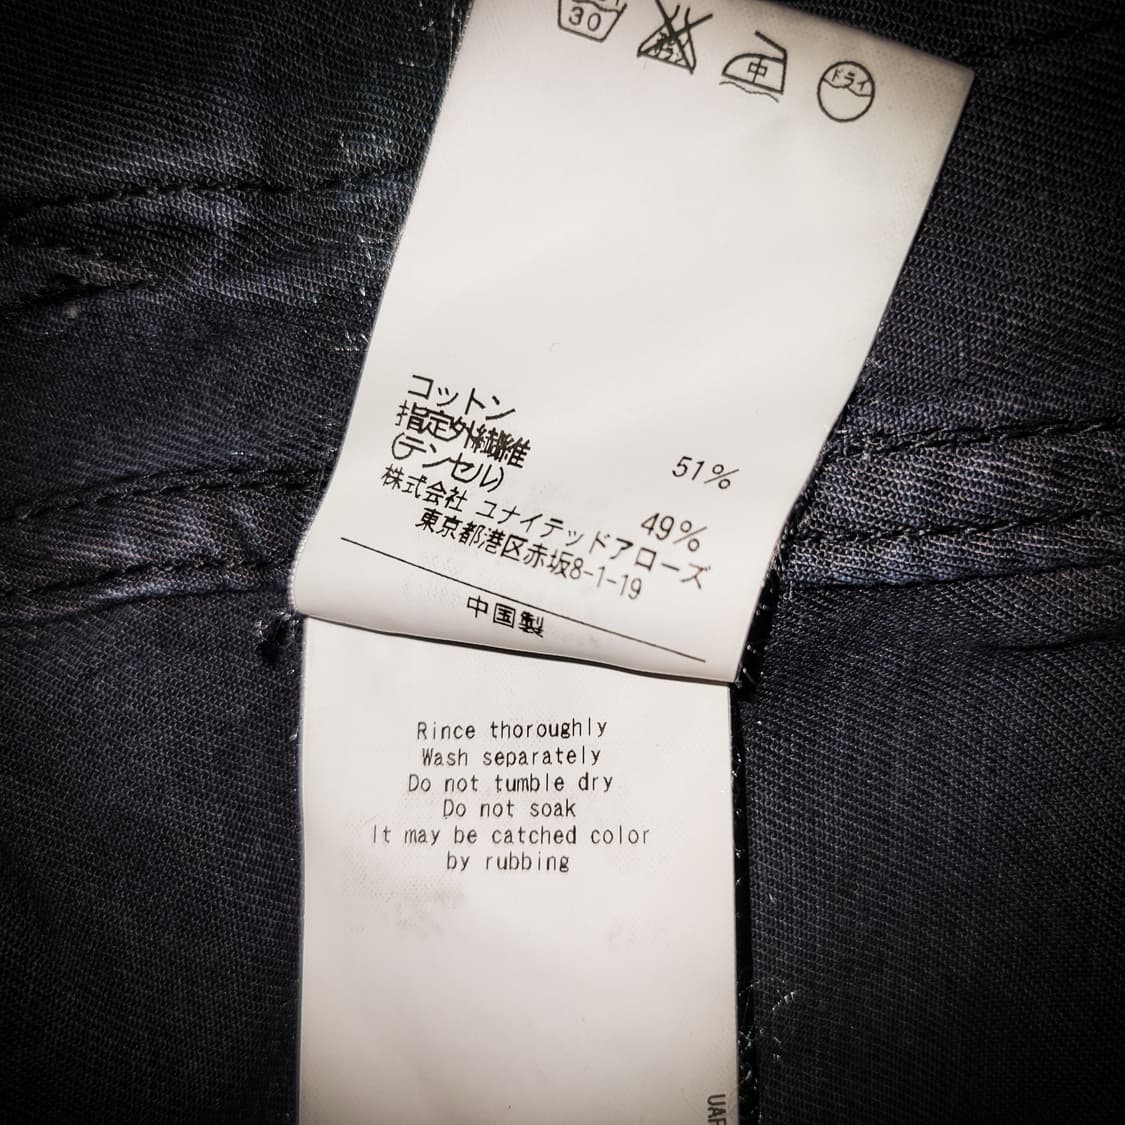 30
中
ドライ
コットン 51%
指定外繊維
(テンセル) 49%
株式会社 ユナイテッドアローズ
東京都港区赤坂8-1-19
中国製
Rince thoroughly
Wash separately
Do not tumble dry
Do not soak
It may be catched color
by rubbing
UAF